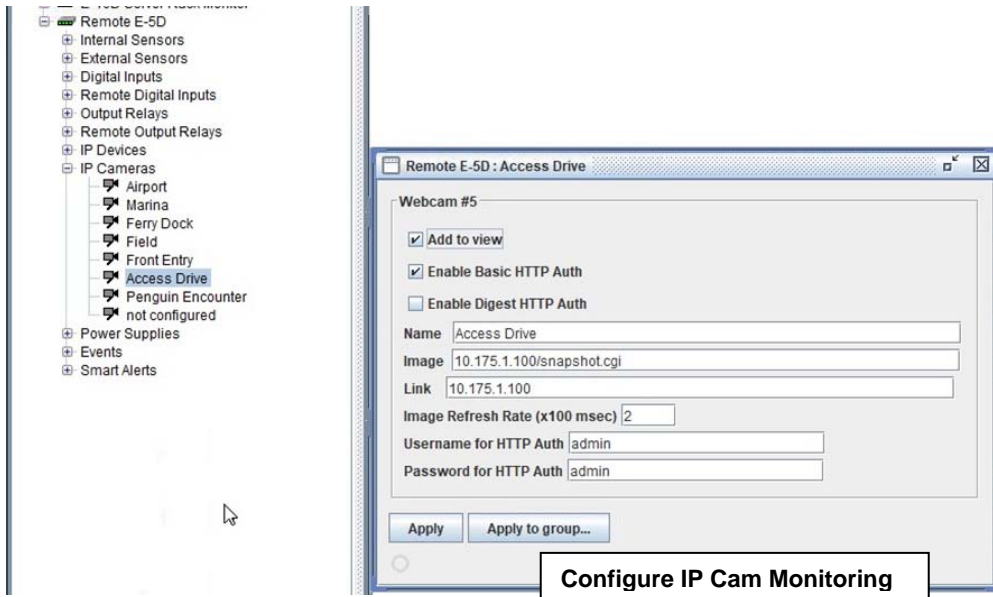 Remote E-5D
Internal Sensors
External Sensors
Digital Inputs
Remote Digital Inputs
Output Relays
Remote Output Relays
IP Devices
IP Cameras
Airport
Marina
Ferry Dock
Field
Front Entry
Access Drive
Penguin Encounter
not configured
Power Supplies
Events
Smart Alerts
Remote E-5D : Access Drive
Webcam #5
Add to view
Enable Basic HTTP Auth
Enable Digest HTTP Auth
Name Access Drive
Image 10.175.1.100/snapshot.cgi
Link 10.175.1.100
Image Refresh Rate (x100 msec) 2
Username for HTTP Auth admin
Password for HTTP Auth admin
Apply Apply to group...
Configure IP Cam Monitoring